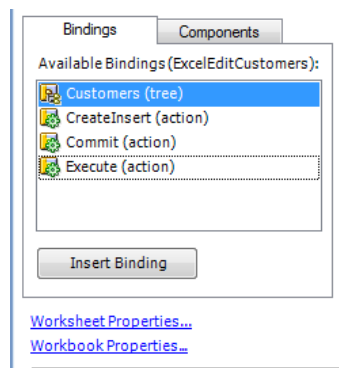 Bindings
Components
Available Bindings(ExcelEditCustomers):
Customers (tree)
CreateInsert (action)
Commit (action)
Execute (action)
Insert Binding
Worksheet Properties...
Workbook Properties...